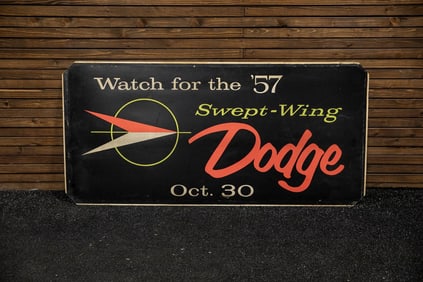 Watch for the '57
Swept-Wing
Dodge
Oct. 30